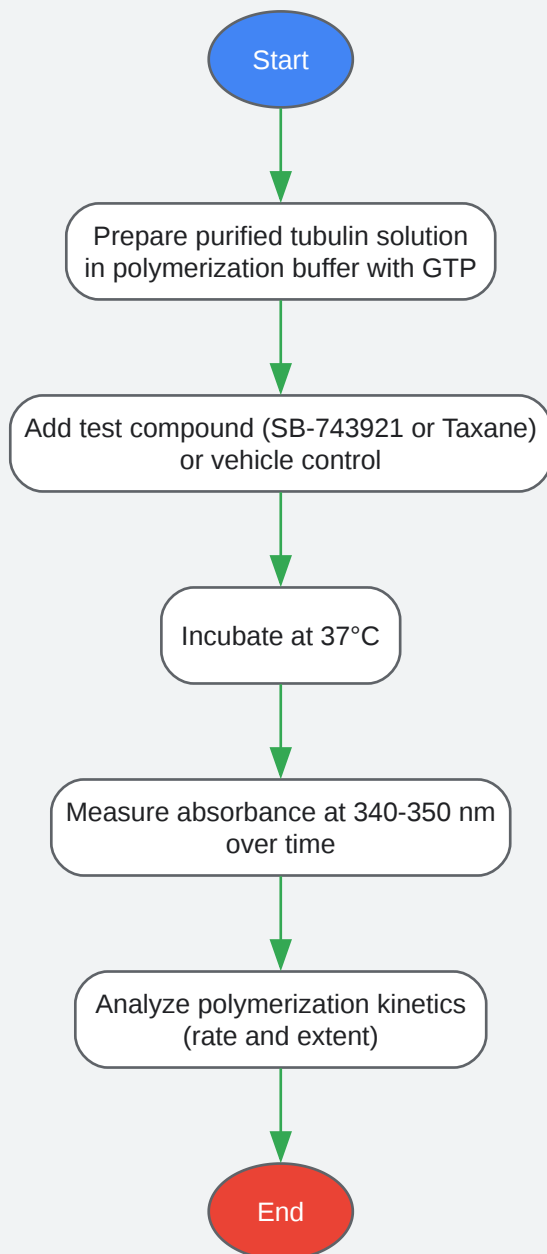 Start
Prepare purified tubulin solution
in polymerization buffer with GTP
Add test compound (SB-743921 or Taxane)
or vehicle control
Incubate at 37°C
Measure absorbance at 340-350 nm
over time
Analyze polymerization kinetics
(rate and extent)
End